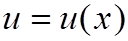 u = u(x)